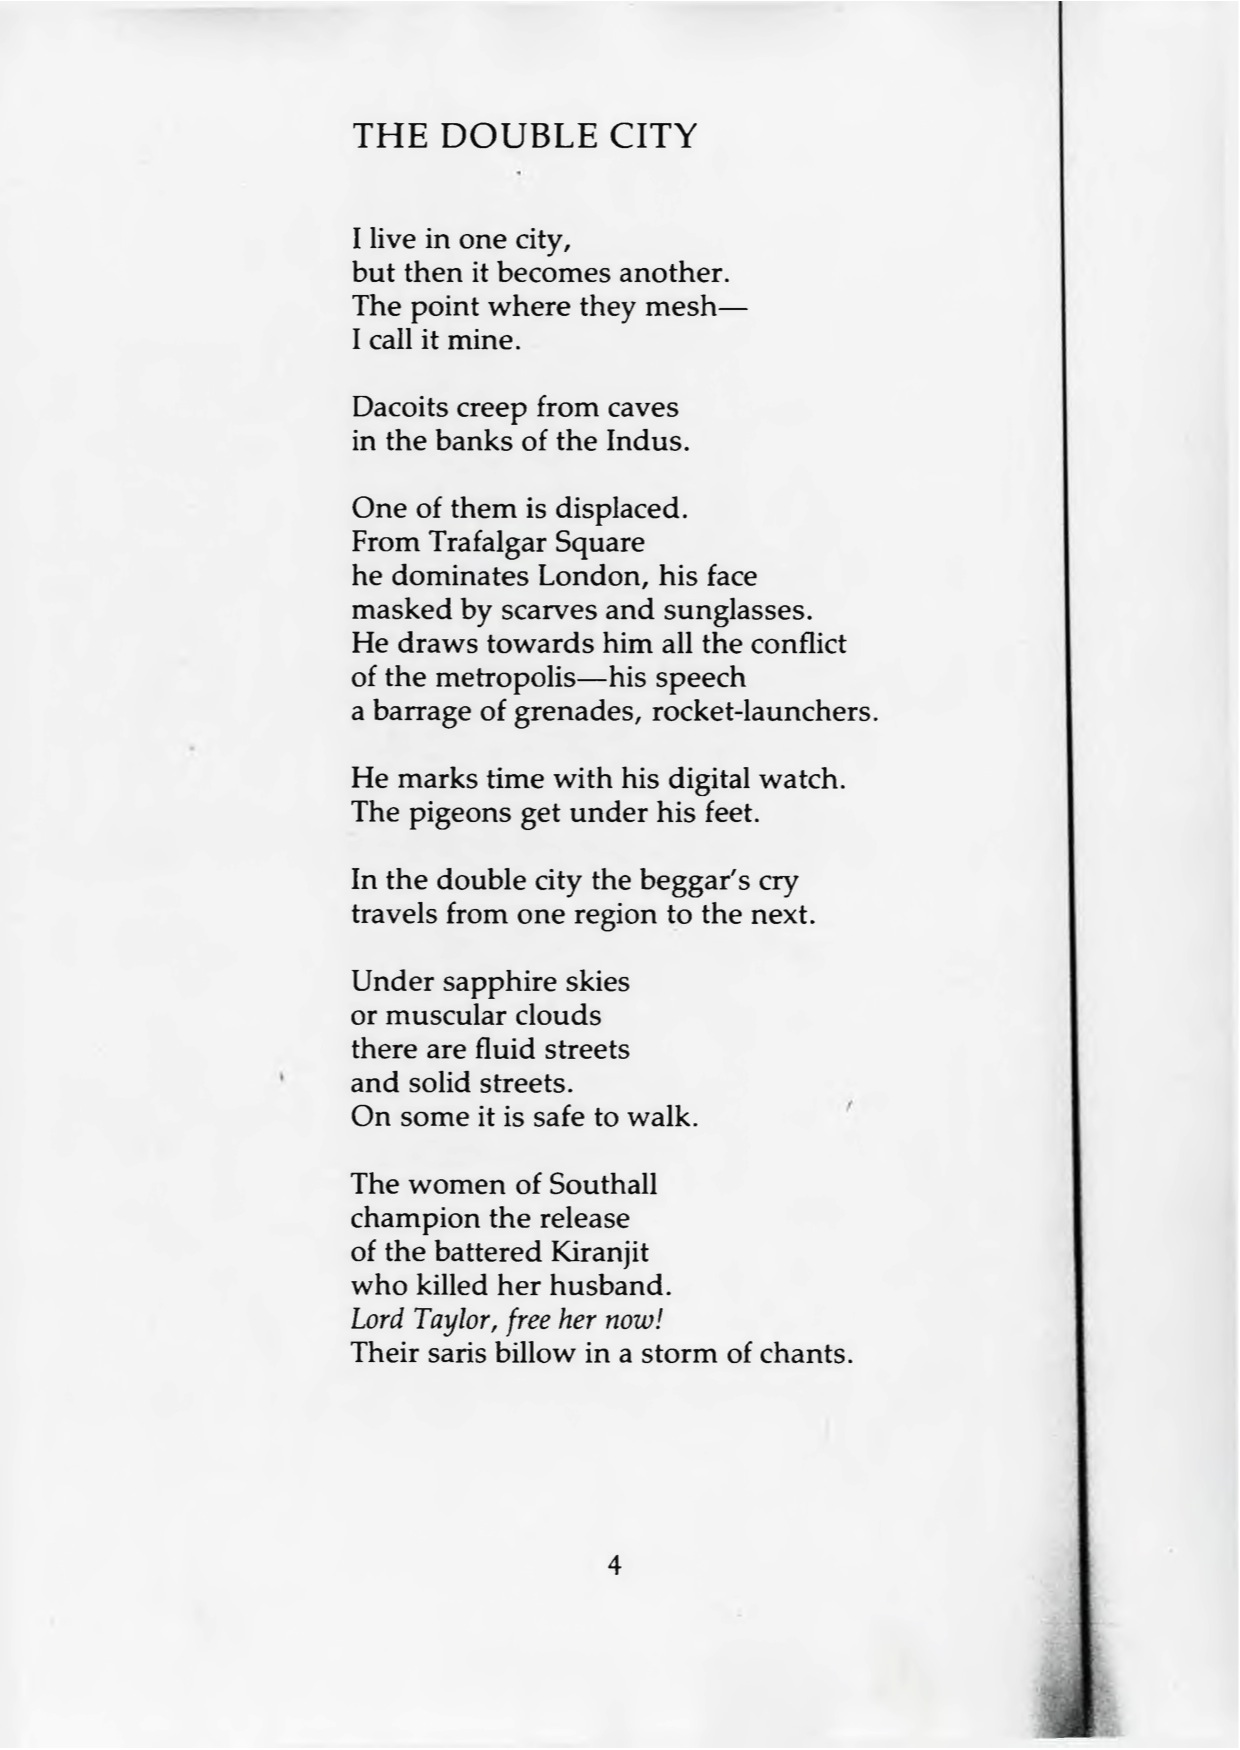 THE DOUBLE CITY
I live in one city,
but then it becomes another.
The point where they mesh—
I call it mine.
Dacoits creep from caves
in the banks of the Indus.
One of them is displaced.
From Trafalgar Square
he dominates London, his face
masked by scarves and sunglasses.
He draws towards him all the conflict
of the metropolis—his speech
a barrage of grenades, rocket-launchers.
He marks time with his digital watch.
The pigeons get under his feet.
In the double city the beggar's cry
travels from one region to the next.
Under sapphire skies
or muscular clouds
there are fluid streets
and solid streets.
On some it is safe to walk.
The women of Southall
champion the release
of the battered Kiranjit
who killed her husband.
Lord Taylor, free her now!
Their saris billow in a storm of chants.
4